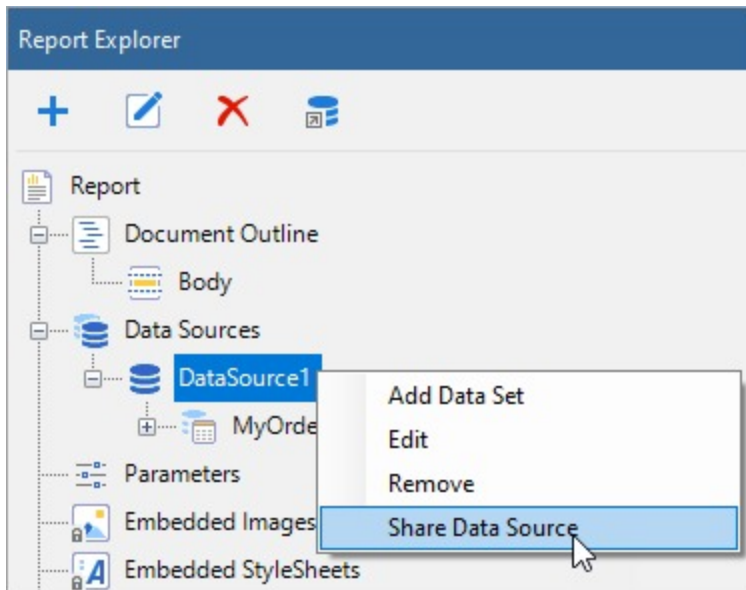 Report Explorer
Report
Document Outline
Body
Data Sources
DataSource1
Add Data Set
Edit
MyOrde
Remove
Parameters
Share Data Source
Embedded Images
Embedded StyleSheets